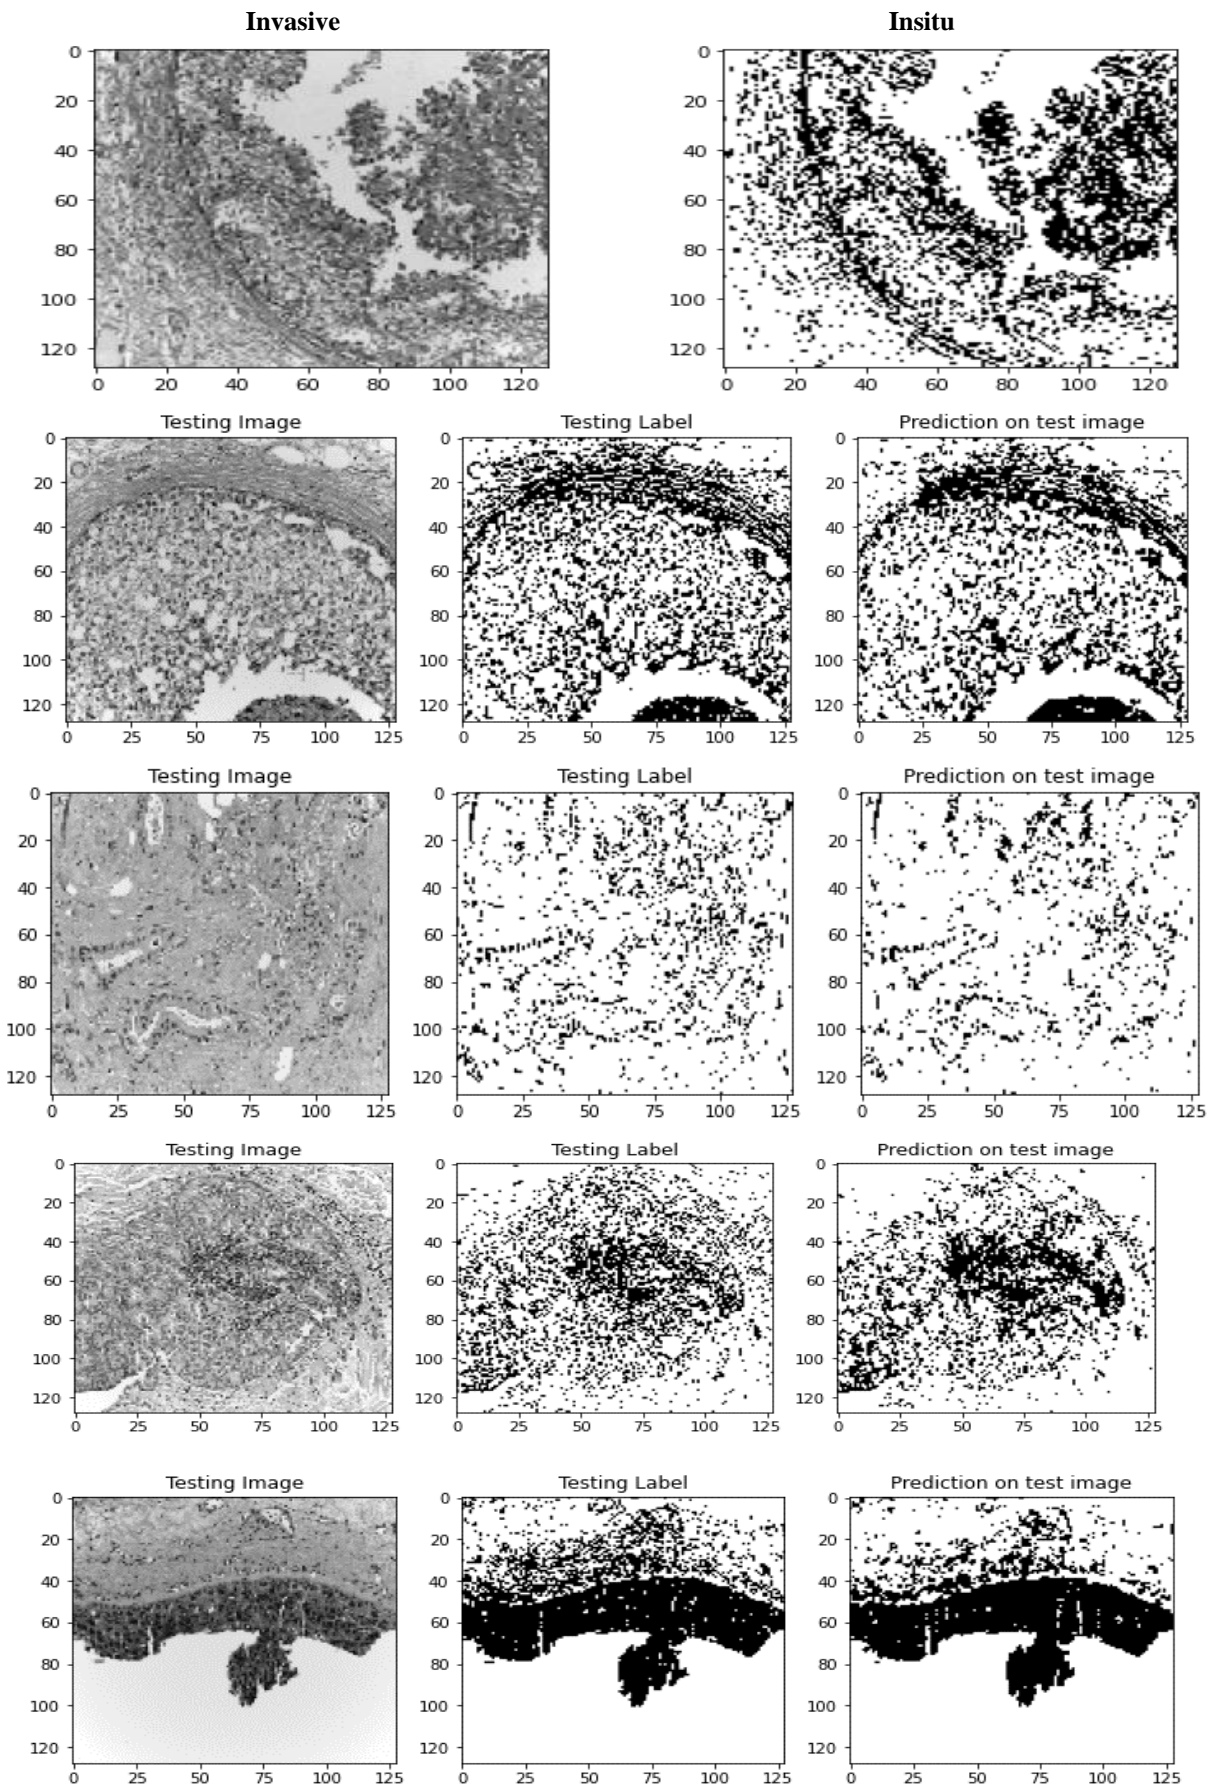 Invasive Insitu
0 0
20 20
40 40
60 60
80 80
100 100
120 120
0 20 40 60 80 100 120 0 20 40 60 80 100 120
Testing Image Testing Label Prediction on test image
0 0 0
20 20 20
40 40 40
60 60 60
80 80 80
100 100 100
120 120 120
0 25 50 75 100 125 0 25 50 75 100 125 0 25 50 75 100 125
Testing Image Testing Label Prediction on test image
0 0 0
20 20 20
40 40 40
60 60 60
80 80 80
100 100 100
120 120 120
0 25 50 75 100 125 0 25 50 75 100 125 0 25 50 75 100 125
Testing Image Testing Label Prediction on test image
0 0 0
20 20 20
40 40 40
60 60 60
80 80 80
100 100 100
120 120 120
0 25 50 75 100 125 0 25 50 75 100 125 0 25 50 75 100 125
Testing Image Testing Label Prediction on test image
0 0 0
20 20 20
40 40 40
60 60 60
80 80 80
100 100 100
120 120 120
0 25 50 75 100 125 0 25 50 75 100 125 0 25 50 75 100 125